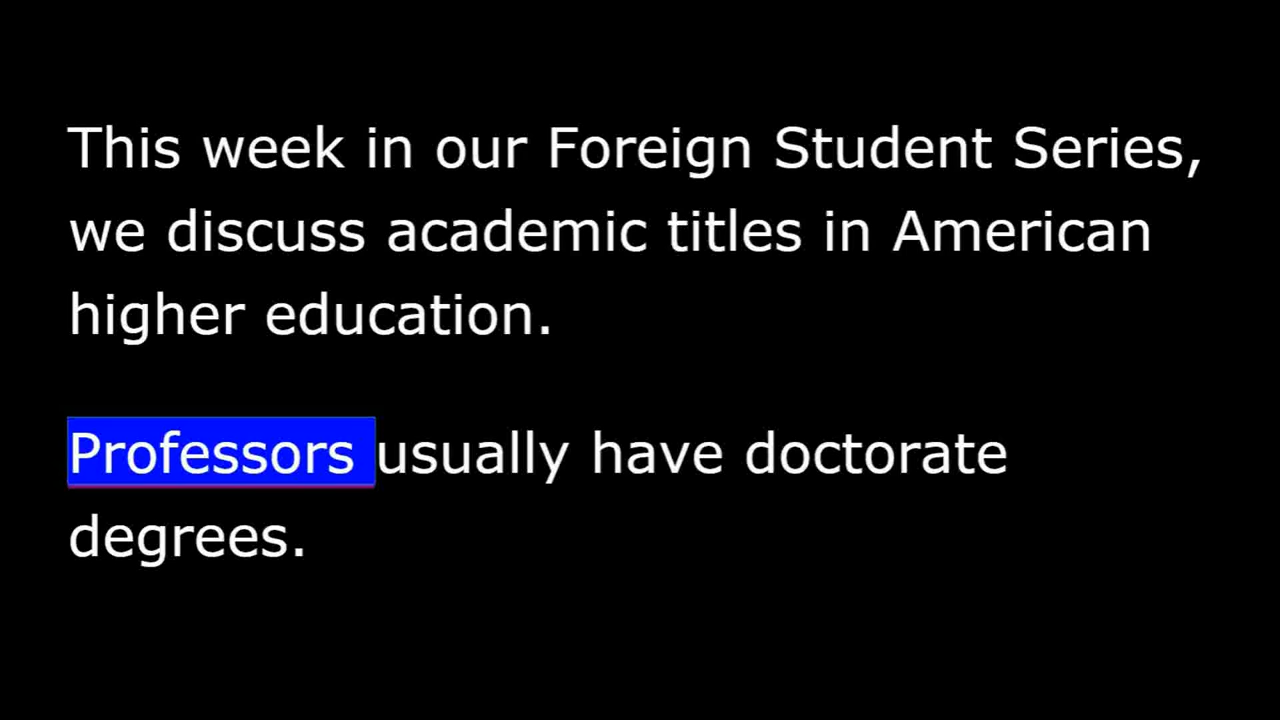 This week in our Foreign Student Series,
we discuss academic titles in American
higher education.
Professors usually have doctorate
degrees.